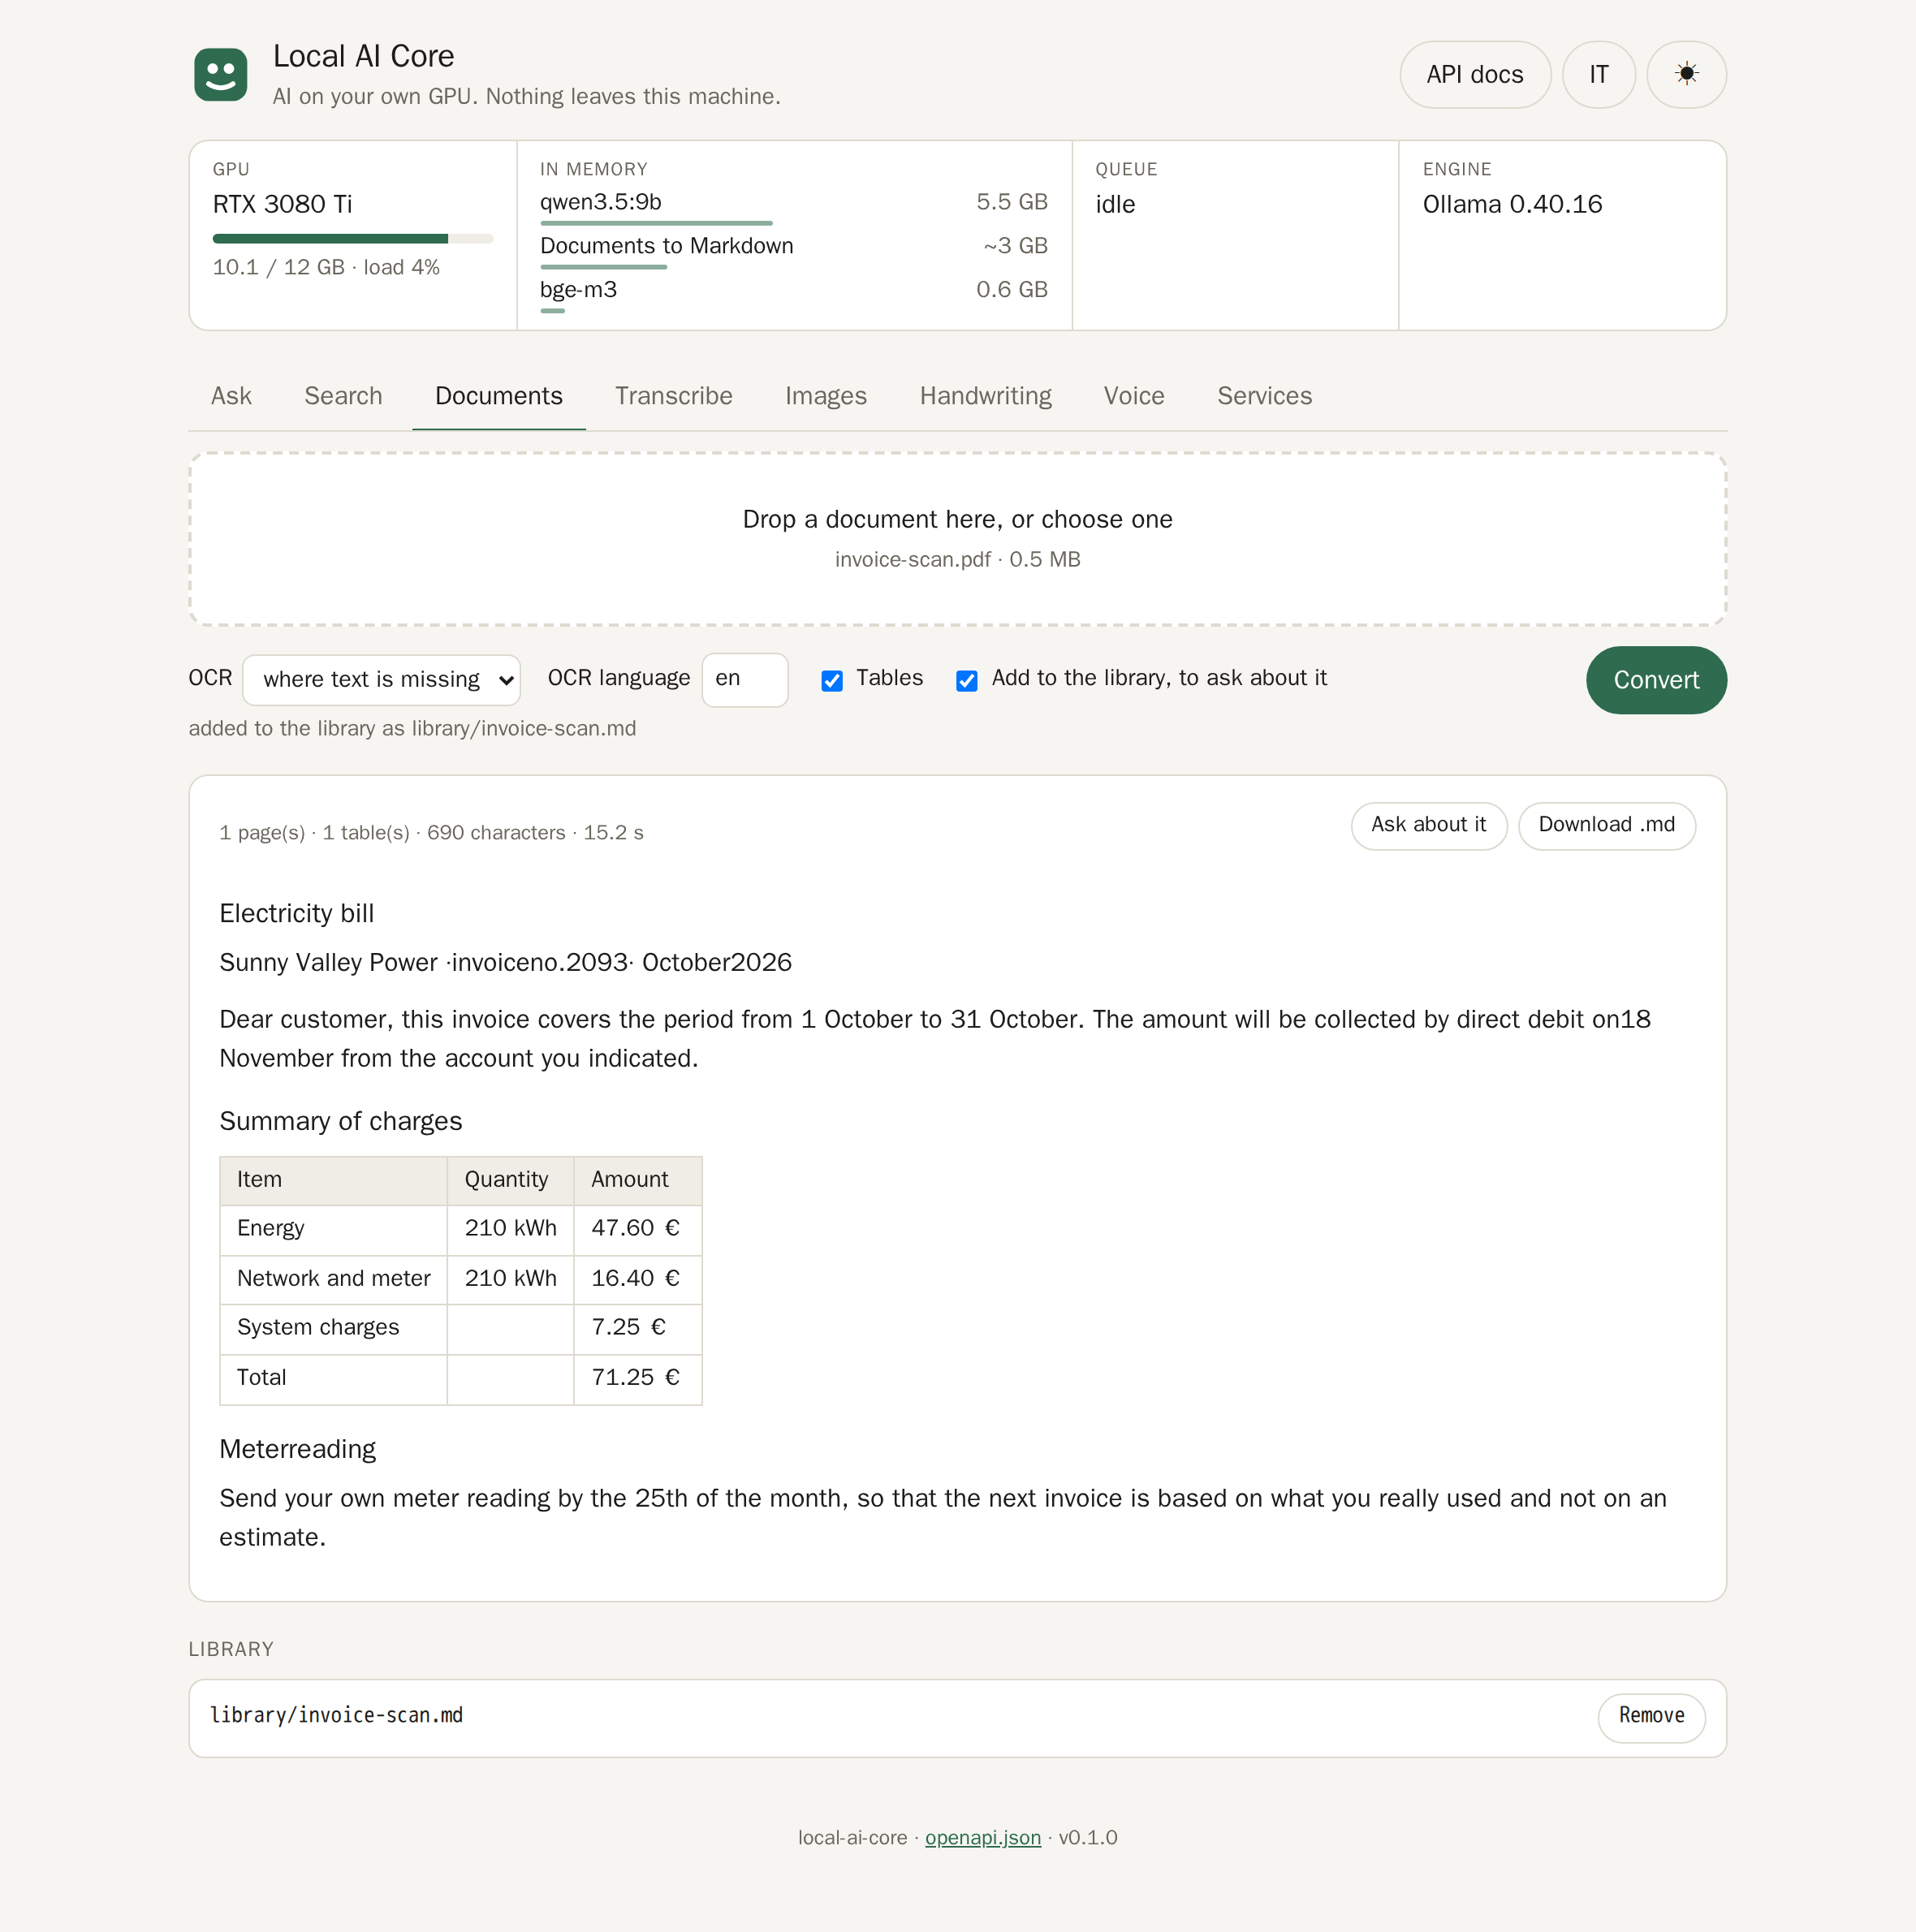 Local AI Core
AI on your own GPU. Nothing leaves this machine.
API docs
IT
GPU
RTX 3080 Ti
10.1 / 12 GB · load 4%
IN MEMORY
qwen3.5:9b 5.5 GB
Documents to Markdown ~3 GB
bge-m3 0.6 GB
QUEUE
idle
ENGINE
Ollama 0.40.16
Ask Search Documents Transcribe Images Handwriting Voice Services
Drop a document here, or choose one
invoice-scan.pdf · 0.5 MB
OCR where text is missing OCR language en Tables Add to the library, to ask about it Convert
added to the library as library/invoice-scan.md
1 page(s) · 1 table(s) · 690 characters · 15.2 s Ask about it Download .md
Electricity bill
Sunny Valley Power ·invoiceno.2093· October2026
Dear customer, this invoice covers the period from 1 October to 31 October. The amount will be collected by direct debit on18
November from the account you indicated.
Summary of charges
Item Quantity Amount
Energy 210 kWh 47.60 €
Network and meter 210 kWh 16.40 €
System charges 7.25 €
Total 71.25 €
Meterreading
Send your own meter reading by the 25th of the month, so that the next invoice is based on what you really used and not on an
estimate.
LIBRARY
library/invoice-scan.md Remove
local-ai-core · openapi.json · v0.1.0